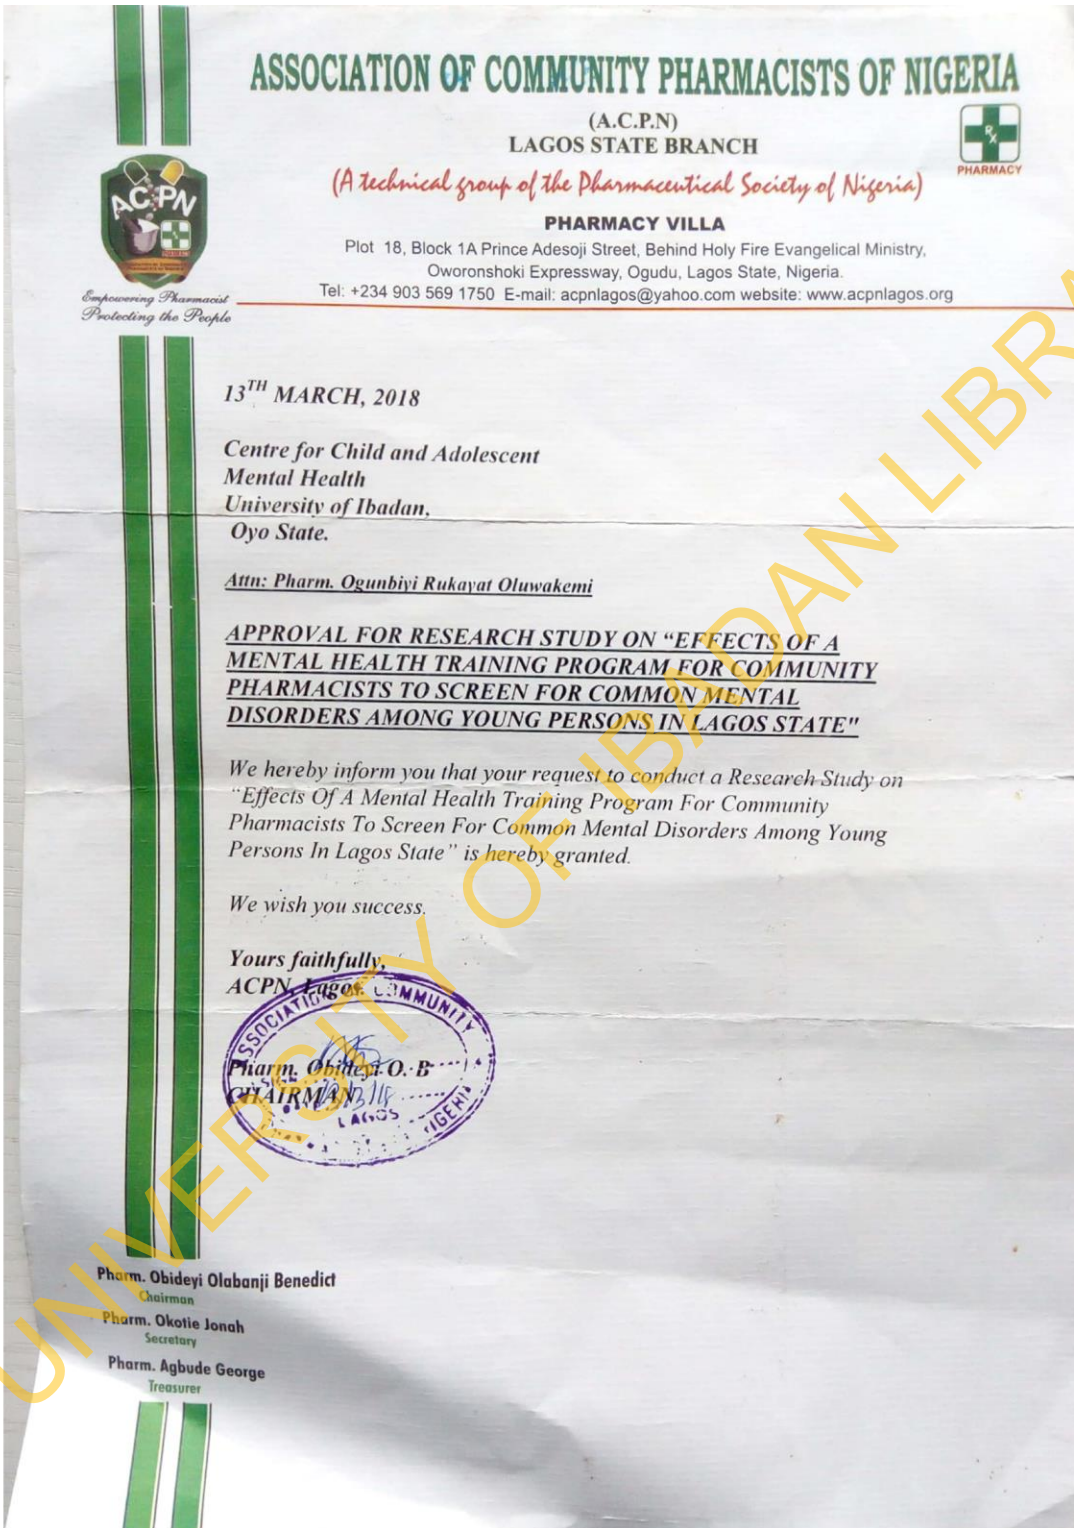 ASSOCIATION OF COMMUNITY PHARMACISTS OF NIGERIA
(A.C.P.N)
LAGOS STATE BRANCH
(A technical group of the Pharmaceutical Society of Nigeria)
PHARMACY VILLA
Plot 18, Block 1A Prince Adesoji Street, Behind Holy Fire Evangelical Ministry,
Oworonshoki Expressway, Ogudu, Lagos State, Nigeria.
Tel: +234 903 569 1750 E-mail: acpnlagos@yahoo.com website: www.acpnlagos.org
Rx
PHARMACY
ACPN
Empowering Pharmacist
Protecting the People
13TH MARCH, 2018
Centre for Child and Adolescent
Mental Health
University of Ibadan,
Oyo State.
Attn: Pharm. Ogunbiyi Rukayat Oluwakemi
APPROVAL FOR RESEARCH STUDY ON “EFFECTS OF A
MENTAL HEALTH TRAINING PROGRAM FOR COMMUNITY
PHARMACISTS TO SCREEN FOR COMMON MENTAL
DISORDERS AMONG YOUNG PERSONS IN LAGOS STATE"
We hereby inform you that your request to conduct a Research Study on
“Effects Of A Mental Health Training Program For Community
Pharmacists To Screen For Common Mental Disorders Among Young
Persons In Lagos State” is hereby granted.
We wish you success.
Yours faithfully,
ACPN, Lagos.
ASSOCIATION OF COMMUNITY
Pharm. Obideyi O. B
CHAIRMAN
LAGOS
NIGERIA
Pharm. Obideyi Olabanji Benedict
Chairman
Pharm. Okotie Jonah
Secretary
Pharm. Agbude George
Treasurer
UNIVERSITY OF IBADAN